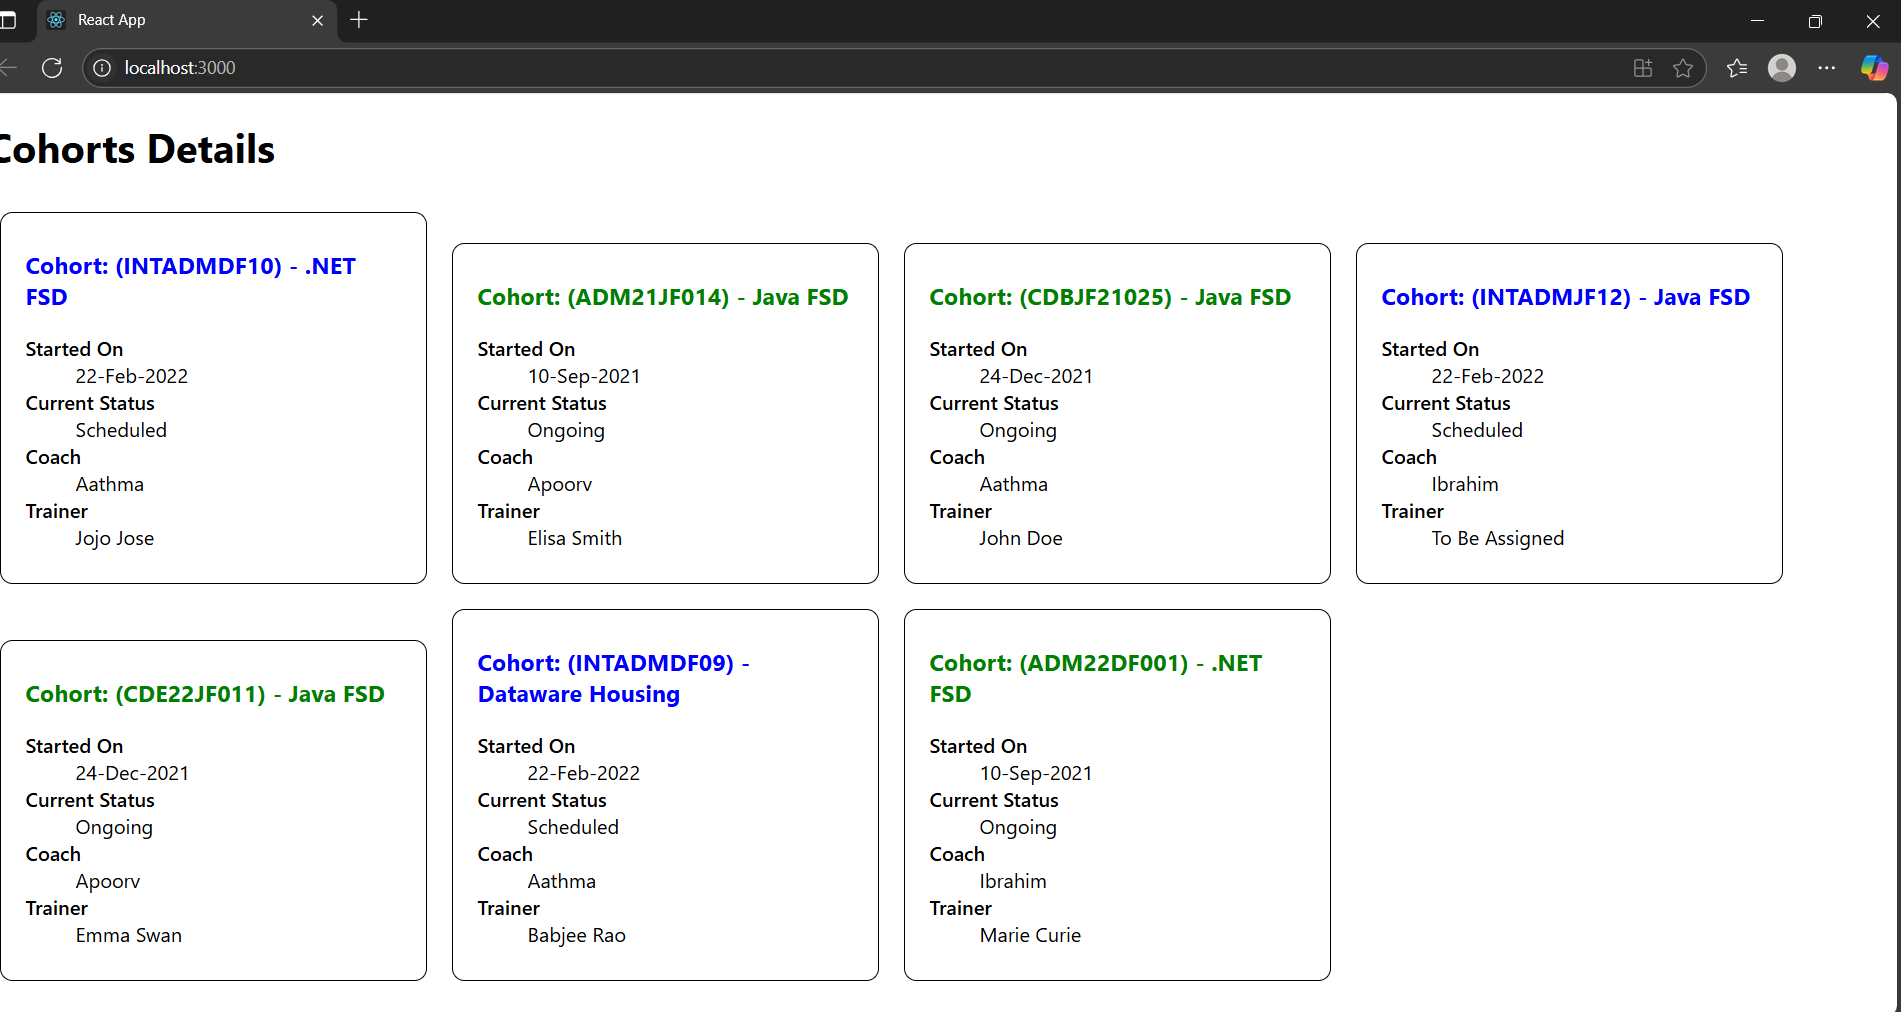 React App
localhost:3000
Cohorts Details
Cohort: (INTADMDF10) - .NET
FSD
Started On
22-Feb-2022
Current Status
Scheduled
Coach
Aathma
Trainer
Jojo Jose
Cohort: (ADM21JF014) - Java FSD
Started On
10-Sep-2021
Current Status
Ongoing
Coach
Apoorv
Trainer
Elisa Smith
Cohort: (CDBJF21025) - Java FSD
Started On
24-Dec-2021
Current Status
Ongoing
Coach
Aathma
Trainer
John Doe
Cohort: (INTADMJF12) - Java FSD
Started On
22-Feb-2022
Current Status
Scheduled
Coach
Ibrahim
Trainer
To Be Assigned
Cohort: (CDE22JF011) - Java FSD
Started On
24-Dec-2021
Current Status
Ongoing
Coach
Apoorv
Trainer
Emma Swan
Cohort: (INTADMDF09) -
Dataware Housing
Started On
22-Feb-2022
Current Status
Scheduled
Coach
Aathma
Trainer
Babjee Rao
Cohort: (ADM22DF001) - .NET
FSD
Started On
10-Sep-2021
Current Status
Ongoing
Coach
Ibrahim
Trainer
Marie Curie